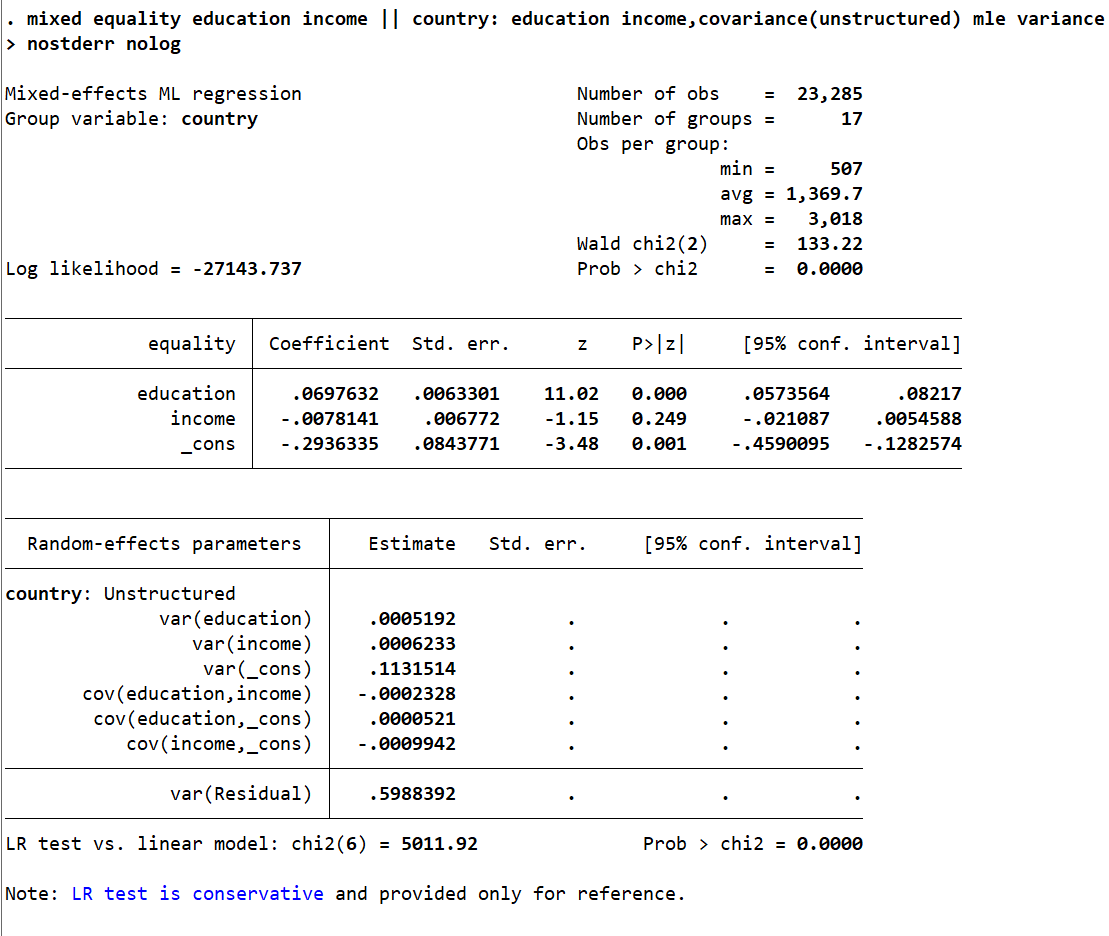 . mixed equality education income || country: education income,covariance(unstructured) mle variance
> nostderr nolog
Mixed-effects ML regression Number of obs = 23,285
Group variable: country Number of groups = 17
Obs per group:
min = 507
avg = 1,369.7
max = 3,018
Wald chi2(2) = 133.22
Log likelihood = -27143.737 Prob > chi2 = 0.0000
equality Coefficient Std. err. z P>|z| [95% conf. interval]
education .0697632 .0063301 11.02 0.000 .0573564 .08217
income -.0078141 .006772 -1.15 0.249 -.021087 .0054588
_cons -.2936335 .0843771 -3.48 0.001 -.4590095 -.1282574
Random-effects parameters Estimate Std. err. [95% conf. interval]
country: Unstructured
var(education) .0005192 . . .
var(income) .0006233 . . .
var(_cons) .1131514 . . .
cov(education,income) -.0002328 . . .
cov(education,_cons) .0000521 . . .
cov(income,_cons) -.0009942 . . .
var(Residual) .5988392 . . .
LR test vs. linear model: chi2(6) = 5011.92 Prob > chi2 = 0.0000
Note: LR test is conservative and provided only for reference.